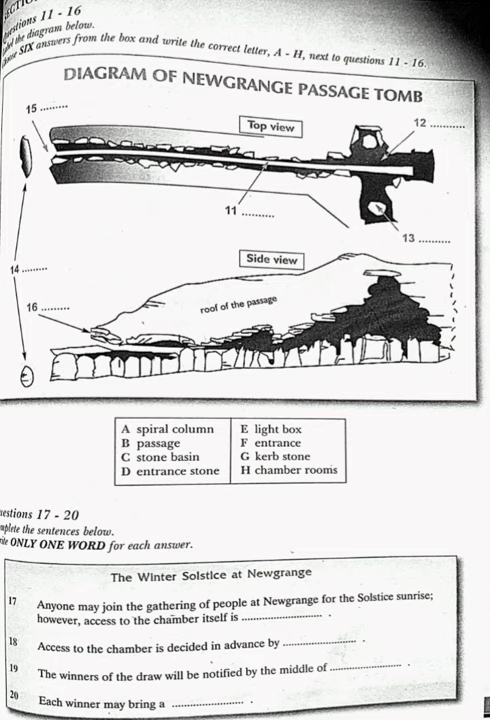 Questions 11 - 16
the diagram below.
SIX answers from the box and write the correct letter, A - H, next to questions 11 - 16.
DIAGRAM OF NEWGRANGE PASSAGE TOMB
15 ..........
Top view
12 ..........
11 ..........
13 ..........
Side view
14 ..........
16 ..........
roof of the passage
A spiral column
B passage
C stone basin
D entrance stone
E light box
F entrance
G kerb stone
H chamber rooms
Questions 17 - 20
the sentences below.
ONLY ONE WORD for each answer.
The Winter Solstice at Newgrange
17 Anyone may join the gathering of people at Newgrange for the Solstice sunrise;
however, access to the chamber itself is ........................ .
18 Access to the chamber is decided in advance by ...................... .
19 The winners of the draw will be notified by the middle of ...................... .
20 Each winner may bring a ...................... .